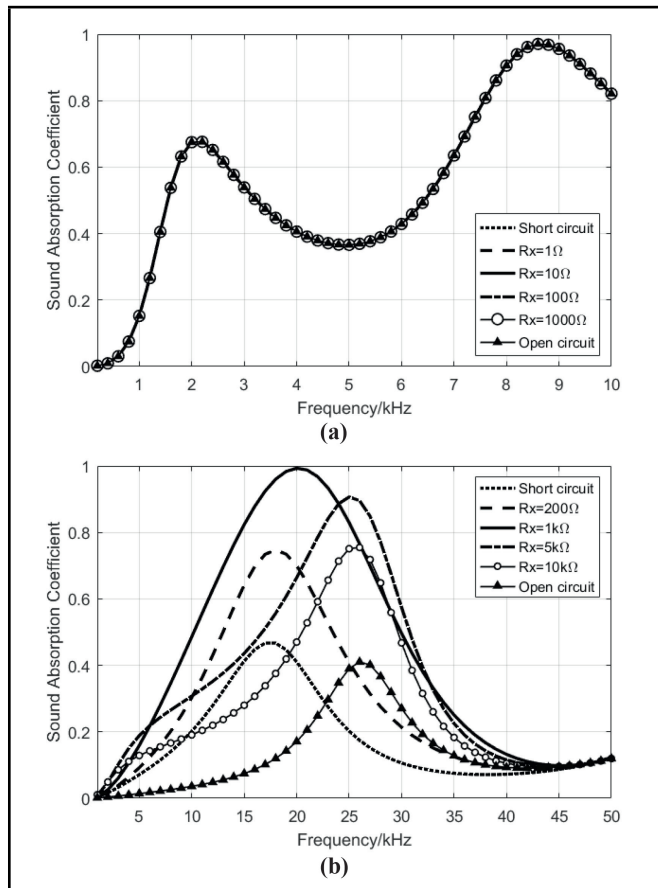 1
0.8
0.6
0.4
0.2
0
Sound Absorption Coefficient
Short circuit
Rx=1Ω
Rx=10Ω
Rx=100Ω
Rx=1000Ω
Open circuit
1 2 3 4 5 6 7 8 9 10
Frequency/kHz
(a)
1
0.8
0.6
0.4
0.2
0
Sound Absorption Coefficient
Short circuit
Rx=200Ω
Rx=1kΩ
Rx=5kΩ
Rx=10kΩ
Open circuit
5 10 15 20 25 30 35 40 45 50
Frequency/kHz
(b)